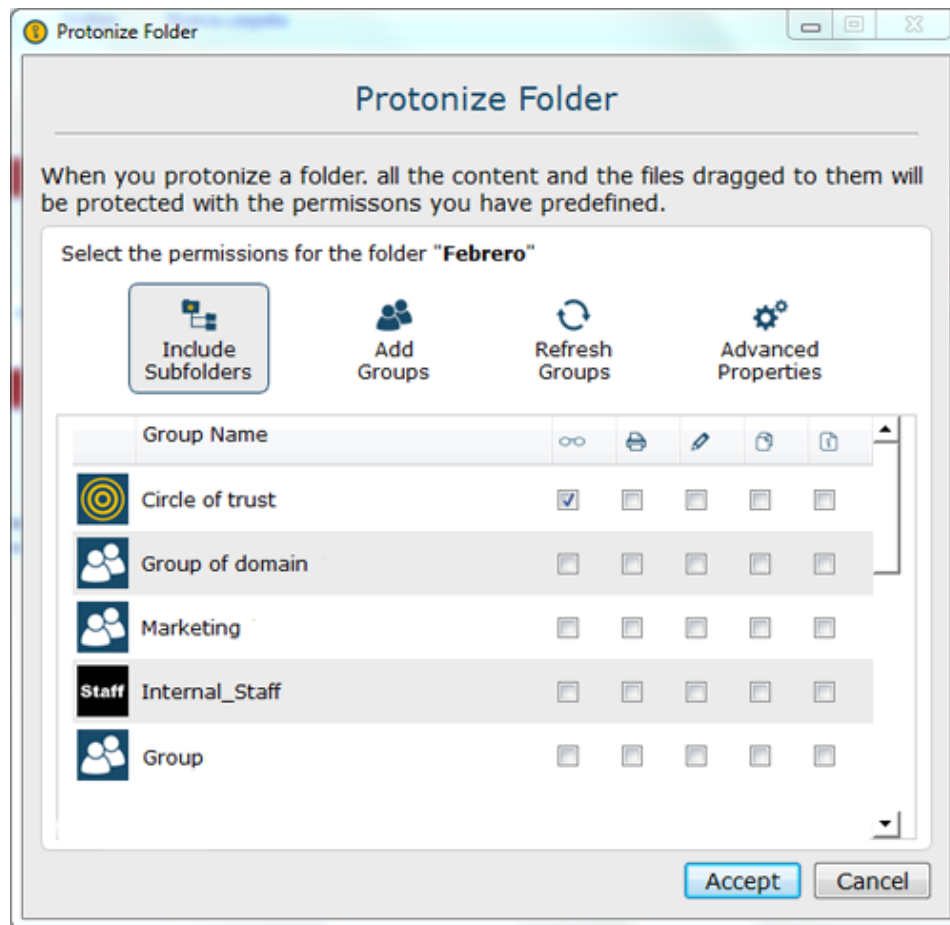 Protonize Folder
Protonize Folder
When you protonize a folder. all the content and the files dragged to them will
be protected with the permissons you have predefined.
Select the permissions for the folder "Febrero"
Include Subfolders
Add Groups
Refresh Groups
Advanced Properties
Group Name
Circle of trust
Group of domain
Marketing
Staff Internal_Staff
Group
Accept Cancel